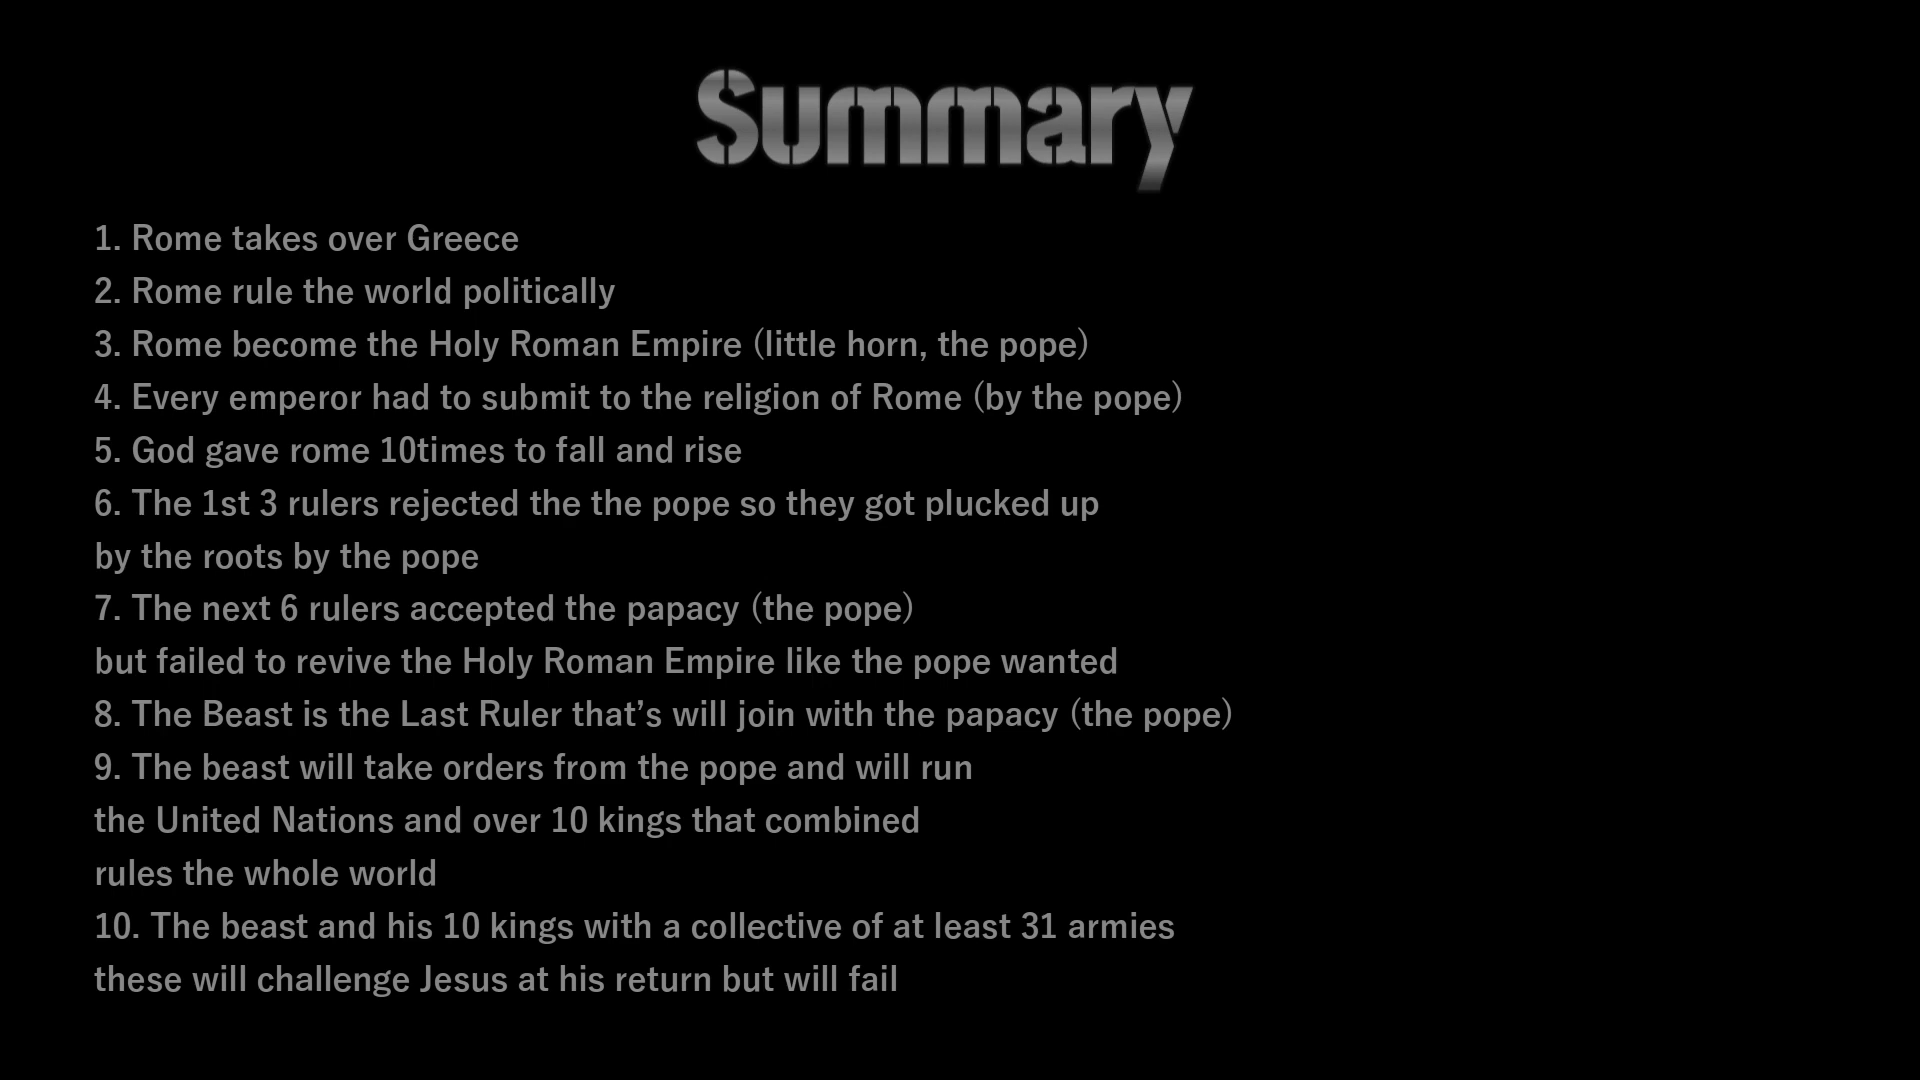 Summary
1. Rome takes over Greece
2. Rome rule the world politically
3. Rome become the Holy Roman Empire (little horn, the pope)
4. Every emperor had to submit to the religion of Rome (by the pope)
5. God gave rome 10times to fall and rise
6. The 1st 3 rulers rejected the the pope so they got plucked up
by the roots by the pope
7. The next 6 rulers accepted the papacy (the pope)
but failed to revive the Holy Roman Empire like the pope wanted
8. The Beast is the Last Ruler that’s will join with the papacy (the pope)
9. The beast will take orders from the pope and will run
the United Nations and over 10 kings that combined
rules the whole world
10. The beast and his 10 kings with a collective of at least 31 armies
these will challenge Jesus at his return but will fail